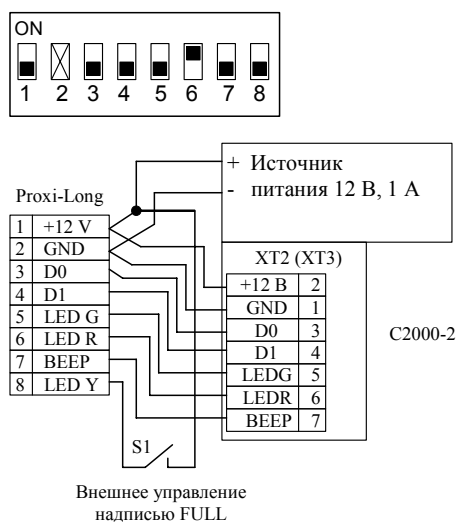 ON
1 2 3 4 5 6 7 8
+ Источник
- питания 12 В, 1 А
Proxi-Long
1 +12 V
2 GND
3 D0
4 D1
5 LED G
6 LED R
7 BEEP
8 LED Y
XT2 (XT3)
+12 В 2
GND 1
D0 3
D1 4
LEDG 5
LEDR 6
BEEP 7
C2000-2
S1
Внешнее управление
надписью FULL